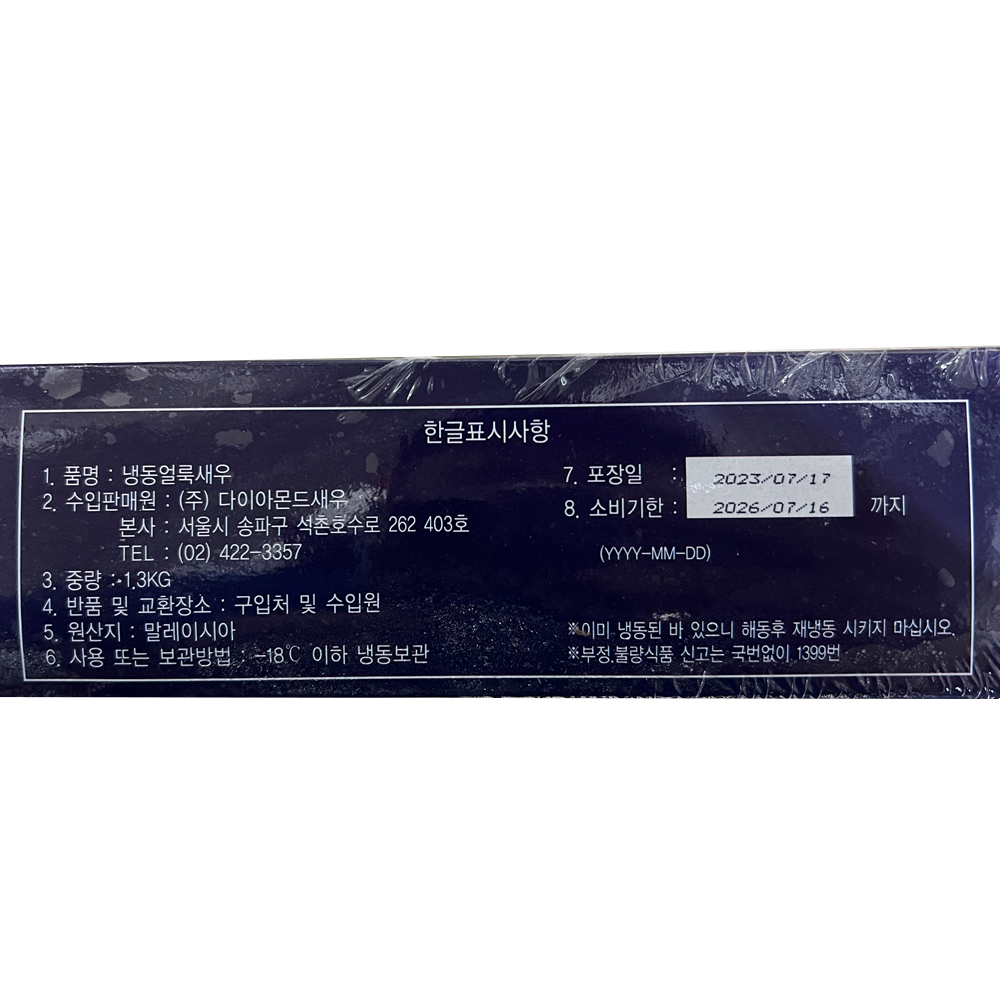 한글표시사항
1. 품명 : 냉동얼룩새우
2. 수입판매원 : (주) 다이아몬드새우
본사 : 서울시 송파구 석촌호수로 262 403호
TEL : (02) 422-3357
3. 중량 : 1.3KG
4. 반품 및 교환장소 : 구입처 및 수입원
5. 원산지 : 말레이시아
6. 사용 또는 보관방법 : -18℃ 이하 냉동보관
7. 포장일 : 2023/07/17
8. 소비기한 : 2026/07/16 까지
(YYYY-MM-DD)
※이미 냉동된 바 있으니 해동후 재냉동 시키지 마십시오.
※부정.불량식품 신고는 국번없이 1399번